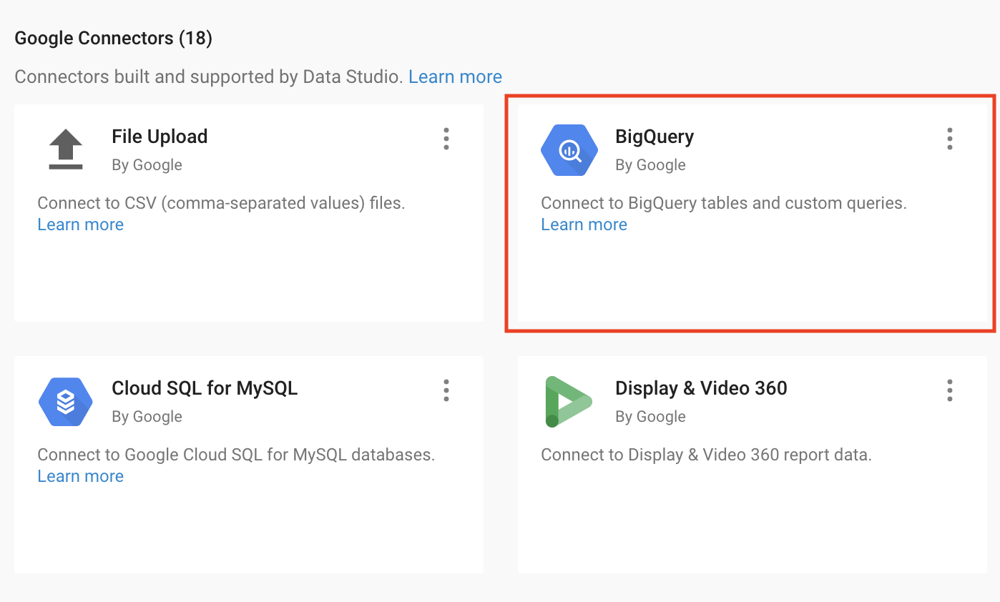 Google Connectors (18)
Connectors built and supported by Data Studio. Learn more
File Upload
By Google
Connect to CSV (comma-separated values) files.
Learn more
BigQuery
By Google
Connect to BigQuery tables and custom queries.
Learn more
Cloud SQL for MySQL
By Google
Connect to Google Cloud SQL for MySQL databases.
Learn more
Display & Video 360
By Google
Connect to Display & Video 360 report data.